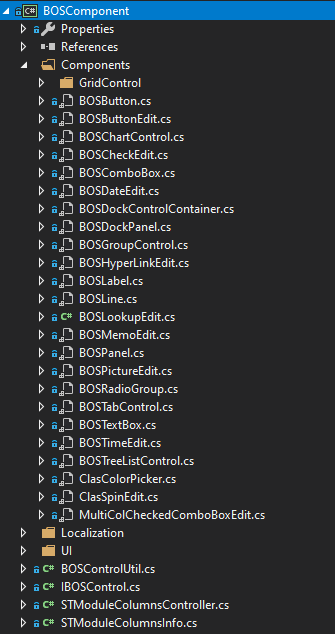 BOSComponent
Properties
References
Components
GridControl
BOSButton.cs
BOSButtonEdit.cs
BOSChartControl.cs
BOSCheckEdit.cs
BOSComboBox.cs
BOSDateEdit.cs
BOSDockControlContainer.cs
BOSDockPanel.cs
BOSGroupControl.cs
BOSHyperLinkEdit.cs
BOSLabel.cs
BOSLine.cs
C# BOSLookupEdit.cs
BOSMemoEdit.cs
BOSPanel.cs
BOSPictureEdit.cs
BOSRadioGroup.cs
BOSTabControl.cs
BOSTextBox.cs
BOSTimeEdit.cs
BOSTreeListControl.cs
ClasColorPicker.cs
ClasSpinEdit.cs
MultiColCheckedComboBoxEdit.cs
Localization
UI
C# BOSControlUtil.cs
C# IBOSControl.cs
C# STModuleColumnsController.cs
C# STModuleColumnsInfo.cs